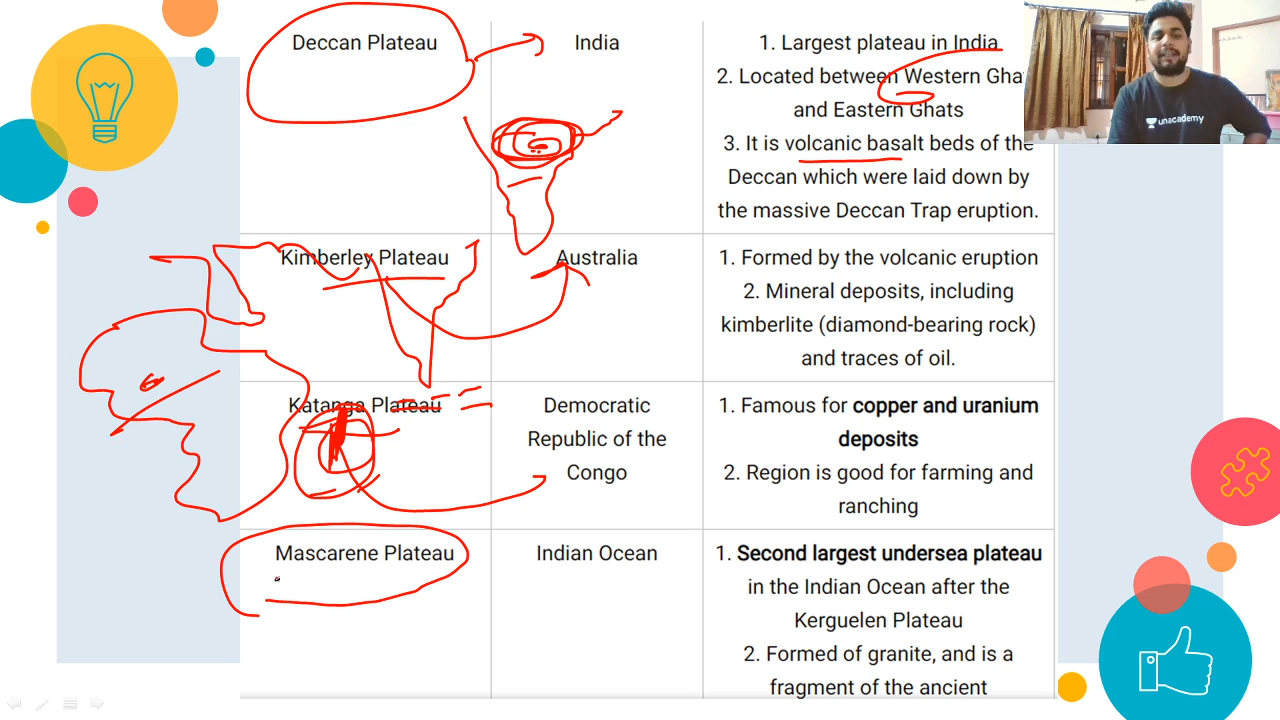 Deccan Plateau
India
1. Largest plateau in India
2. Located between Western Gha
and Eastern Ghats
3. It is volcanic basalt beds of the
Deccan which were laid down by
the massive Deccan Trap eruption.
unacademy
Kimberley Plateau
Australia
1. Formed by the volcanic eruption
2. Mineral deposits, including
kimberlite (diamond-bearing rock)
and traces of oil.
Katanga Plateau
Democratic
Republic of the
Congo
1. Famous for copper and uranium
deposits
2. Region is good for farming and
ranching
Mascarene Plateau
Indian Ocean
1. Second largest undersea plateau
in the Indian Ocean after the
Kerguelen Plateau
2. Formed of granite, and is a
fragment of the ancient